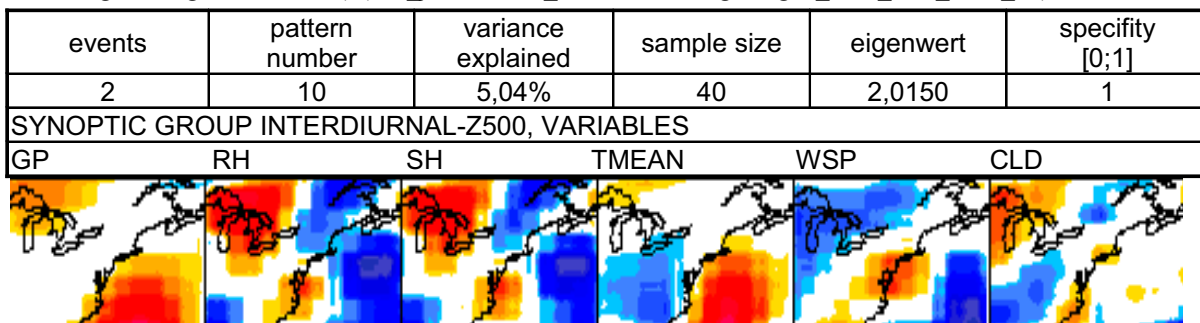 events pattern number variance explained sample size eigenwert specifity [0;1]
2 10 5,04% 40 2,0150 1
SYNOPTIC GROUP INTERDIURNAL-Z500, VARIABLES
GP RH SH TMEAN WSP CLD